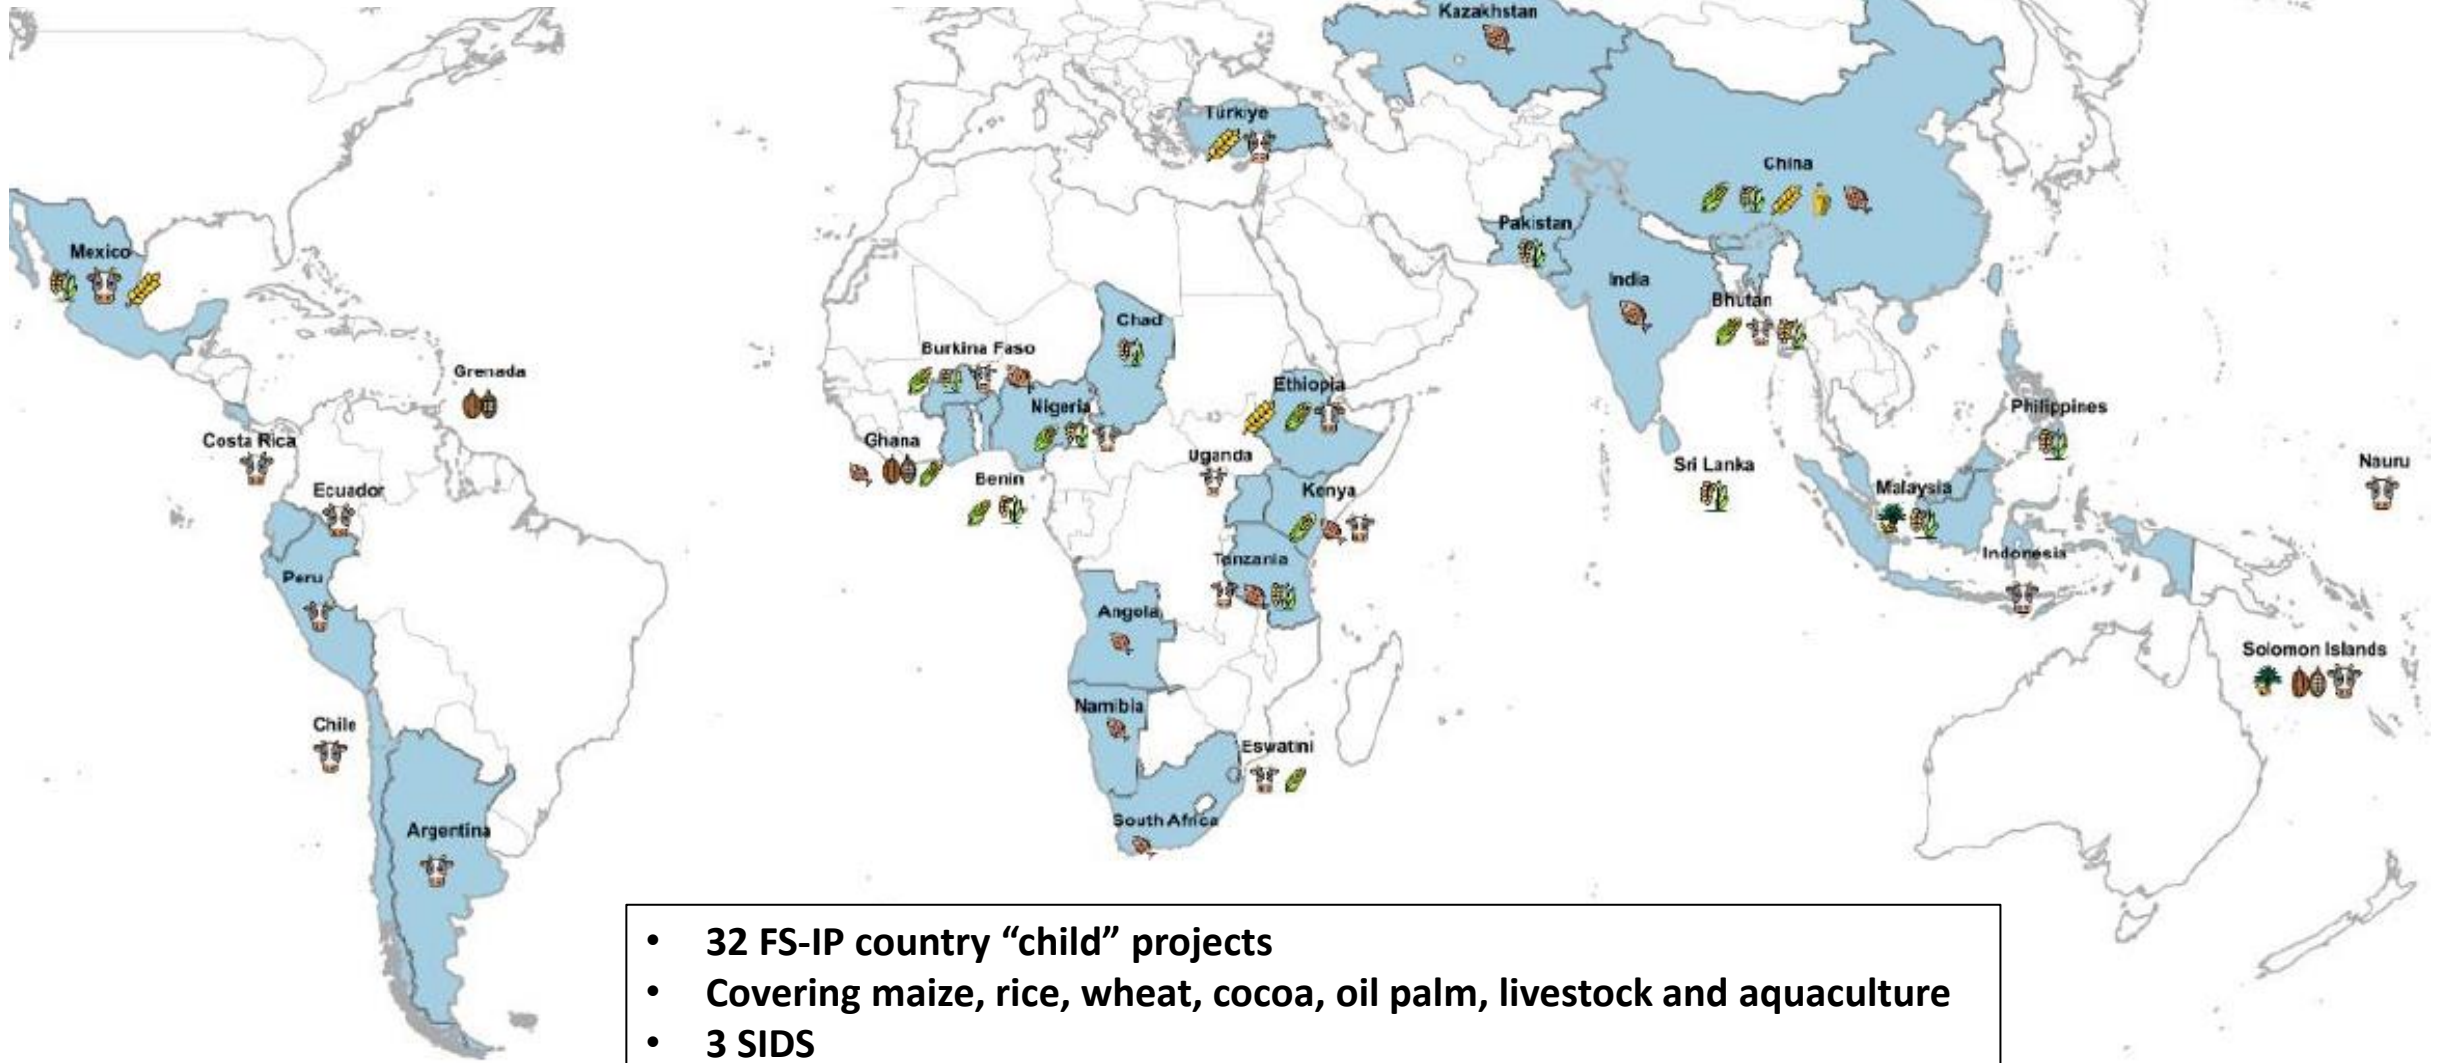 Kazakhstan
Türkiye
China
Pakistan
Mexico
India
Bhutan
Chad
Burkina Faso
Grenada
Ethiopia
Nigeria
Philippines
Costa Rica
Ghana
Uganda
Sri Lanka
Nauru
Benin
Ecuador
Kenya
Malaysia
Tanzania
Indonesia
Peru
Angola
Solomon Islands
Namibia
Chile
Eswatini
South Africa
Argentina
• 32 FS-IP country “child” projects
• Covering maize, rice, wheat, cocoa, oil palm, livestock and aquaculture
• 3 SIDS